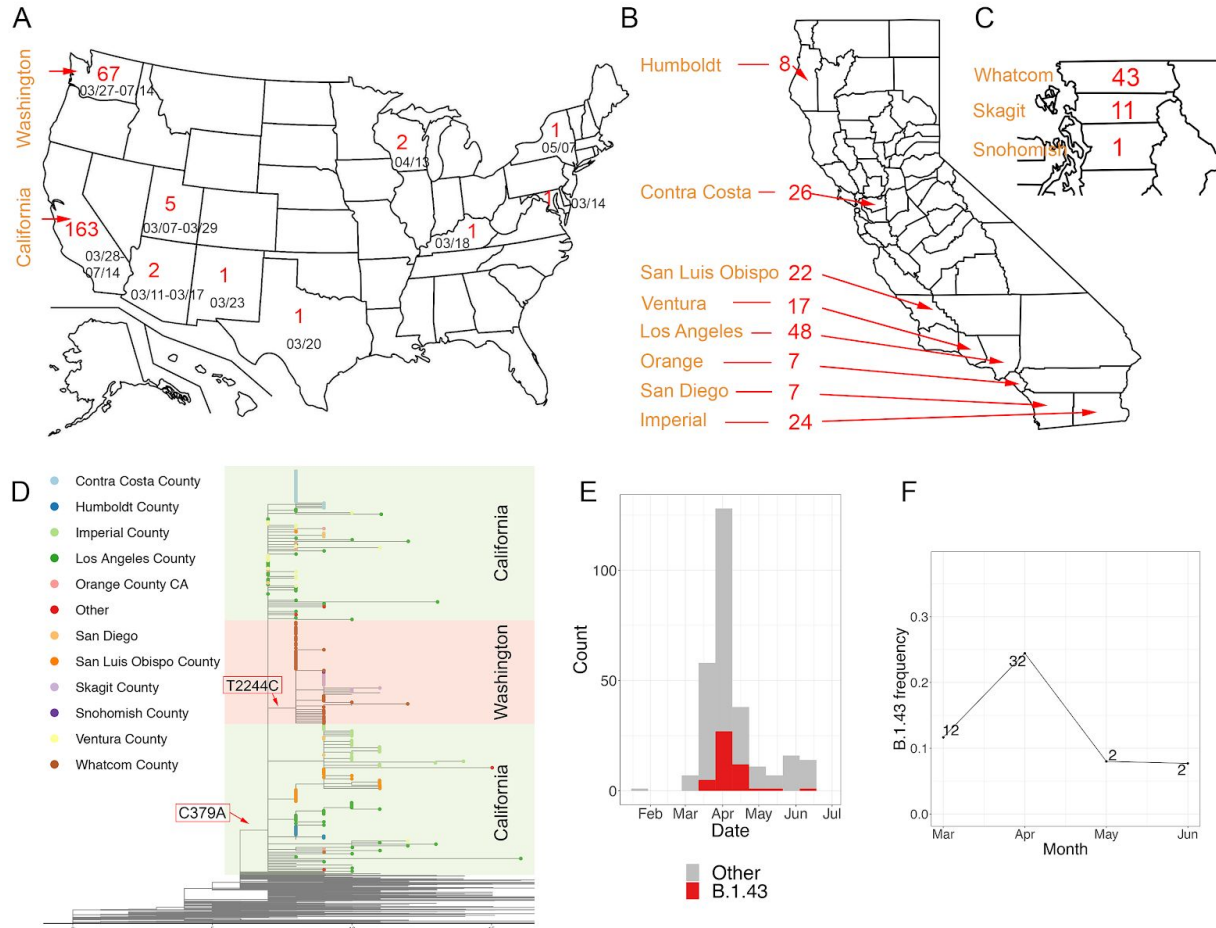 A
Washington
67
03/27-07/14
California
163
03/28-
07/14
5
03/07-03/29
2
03/11-03/17
1
03/23
1
03/20
2
04/13
1
05/07
1
03/14
1
03/18
B
Humboldt
8
Contra Costa
26
San Luis Obispo
22
Ventura
17
Los Angeles
48
Orange
7
San Diego
7
Imperial
24
C
Whatcom
43
Skagit
11
Snohomish
1
D
Contra Costa County
Humboldt County
Imperial County
Los Angeles County
Orange County CA
Other
San Diego
San Luis Obispo County
Skagit County
Snohomish County
Ventura County
Whatcom County
California
Washington
California
T2244C
C379A
E
Count
100
50
0
Feb Mar Apr May Jun Jul
Date
Other
B.1.43
F
B.1.43 frequency
0.3
0.2
0.1
0.0
12
32
2
2
Mar Apr May Jun
Month